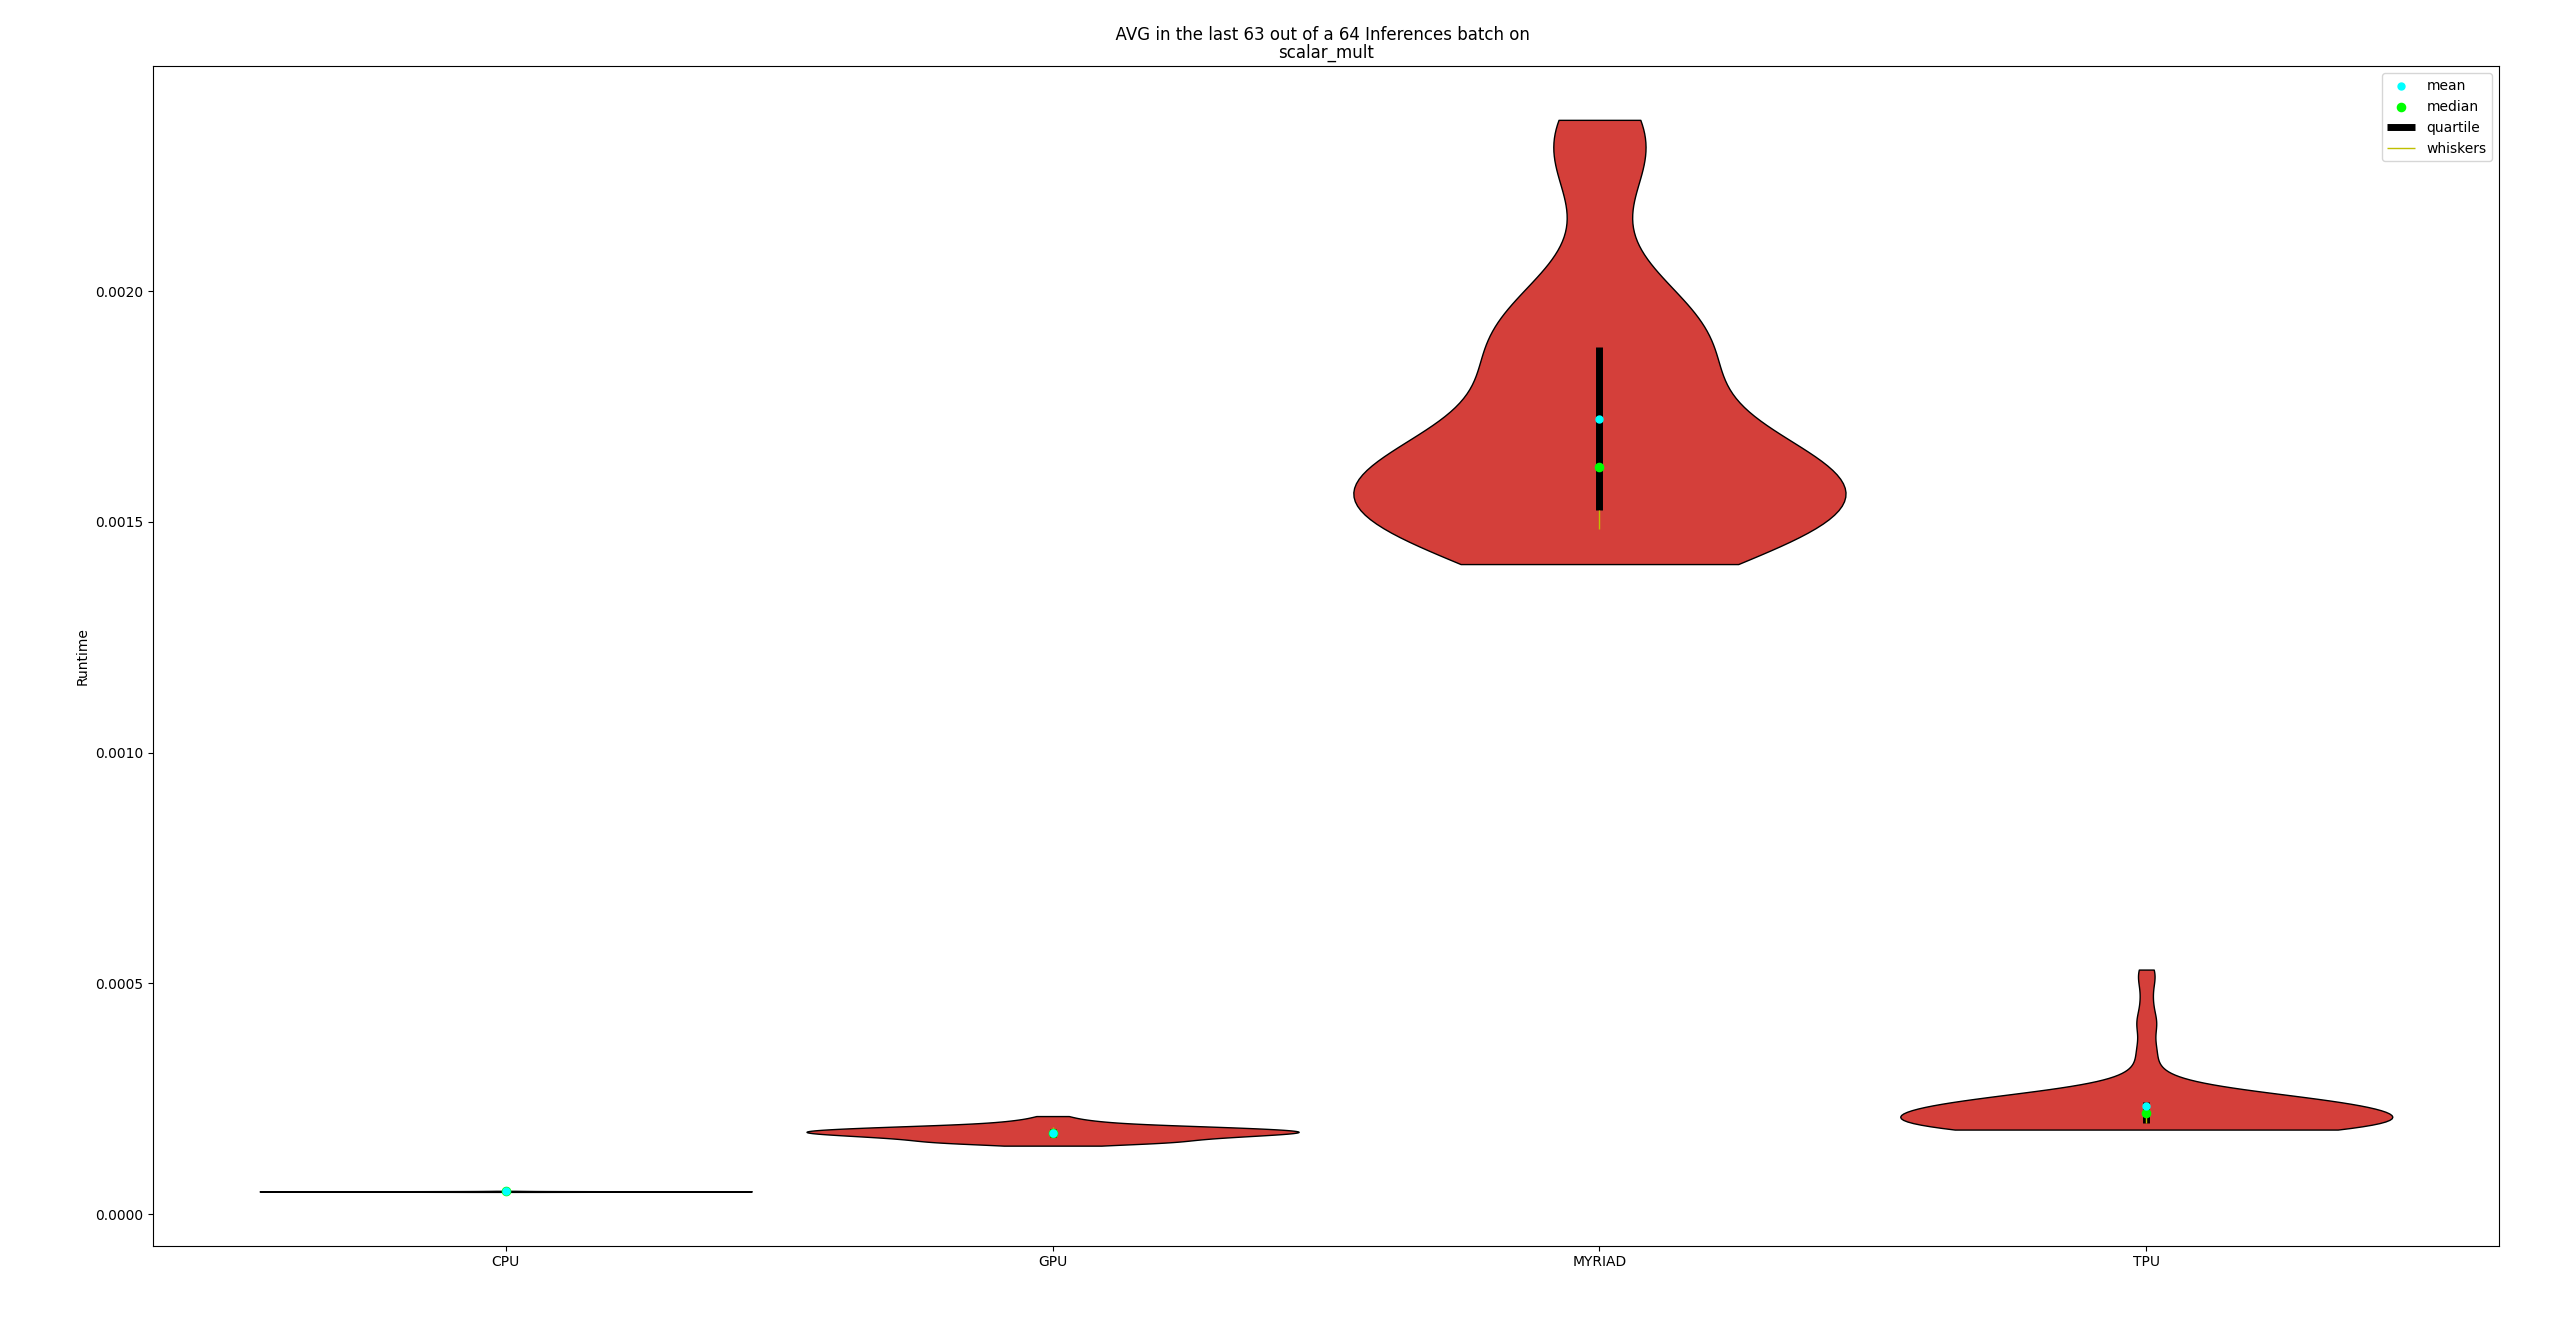 AVG in the last 63 out of a 64 Inferences batch on
scalar_mult
mean
median
quartile
whiskers
0.0020
0.0015
0.0010
0.0005
0.0000
Runtime
CPU
GPU
MYRIAD
TPU